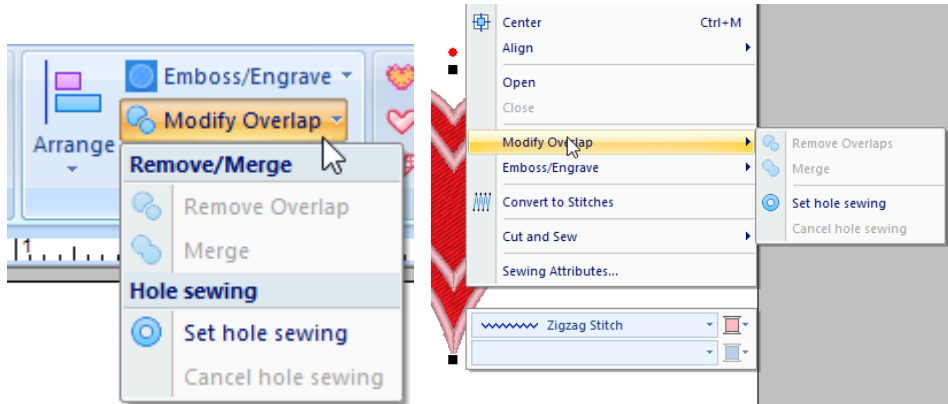 Emboss/Engrave
Modify Overlap
Arrange
Remove/Merge
Remove Overlap
Merge
Hole sewing
Set hole sewing
Cancel hole sewing
1
Center Ctrl+M
Align
Open
Close
Modify Overlap
Emboss/Engrave
Convert to Stitches
Cut and Sew
Sewing Attributes...
Remove Overlaps
Merge
Set hole sewing
Cancel hole sewing
Zigzag Stitch